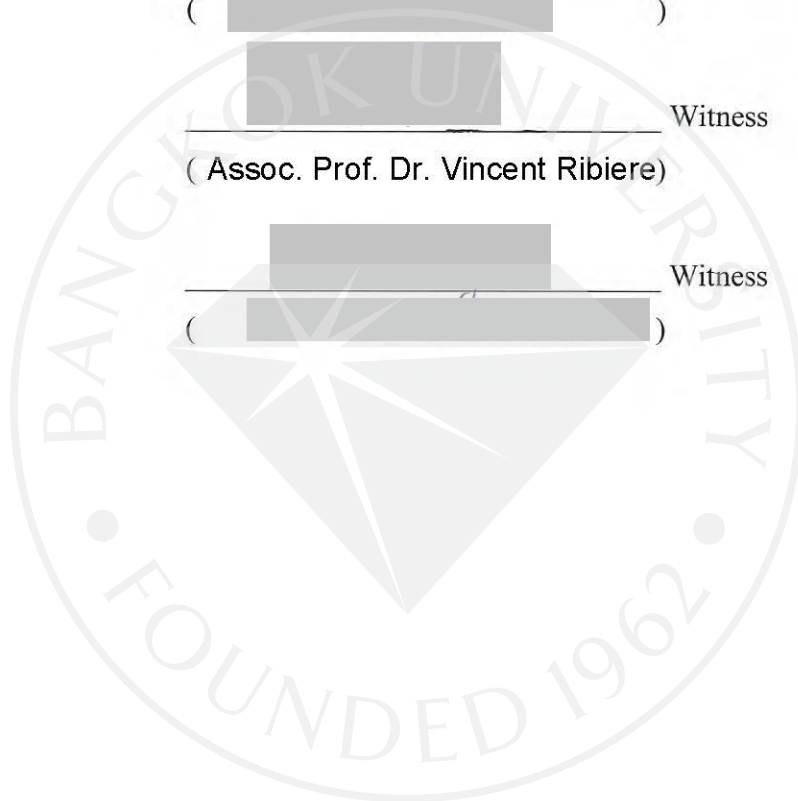 ( )
Witness
( Assoc. Prof. Dr. Vincent Ribiere)
Witness
( )
BANGKOK UNIVERSITY
FOUNDED 1962